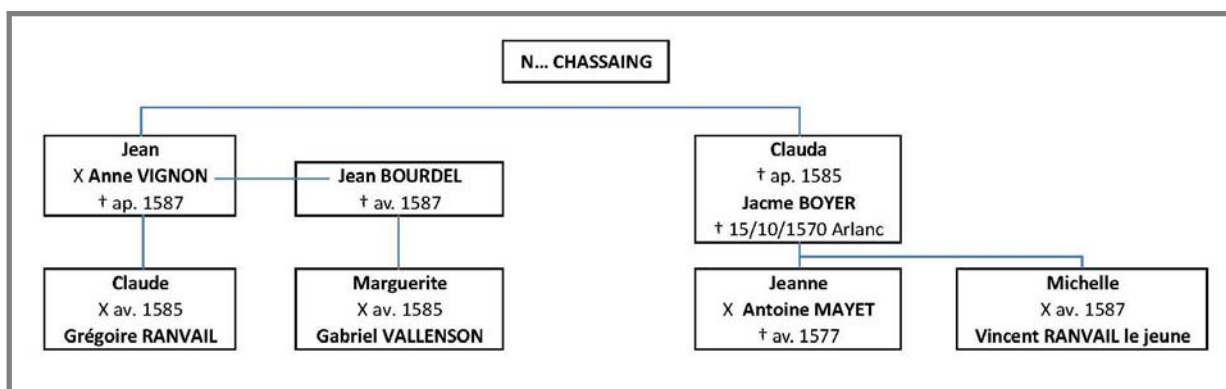 N... CHASSAING
Jean
X Anne VIGNON
† ap. 1587
Jean BOURDEL
† av. 1587
Clauda
† ap. 1585
Jacme BOYER
† 15/10/1570 Arlanc
Claude
X av. 1585
Grégoire RANVAIL
Marguerite
X av. 1585
Gabriel VALLENSON
Jeanne
X Antoine MAYET
† av. 1577
Michelle
X av. 1587
Vincent RANVAIL le jeune